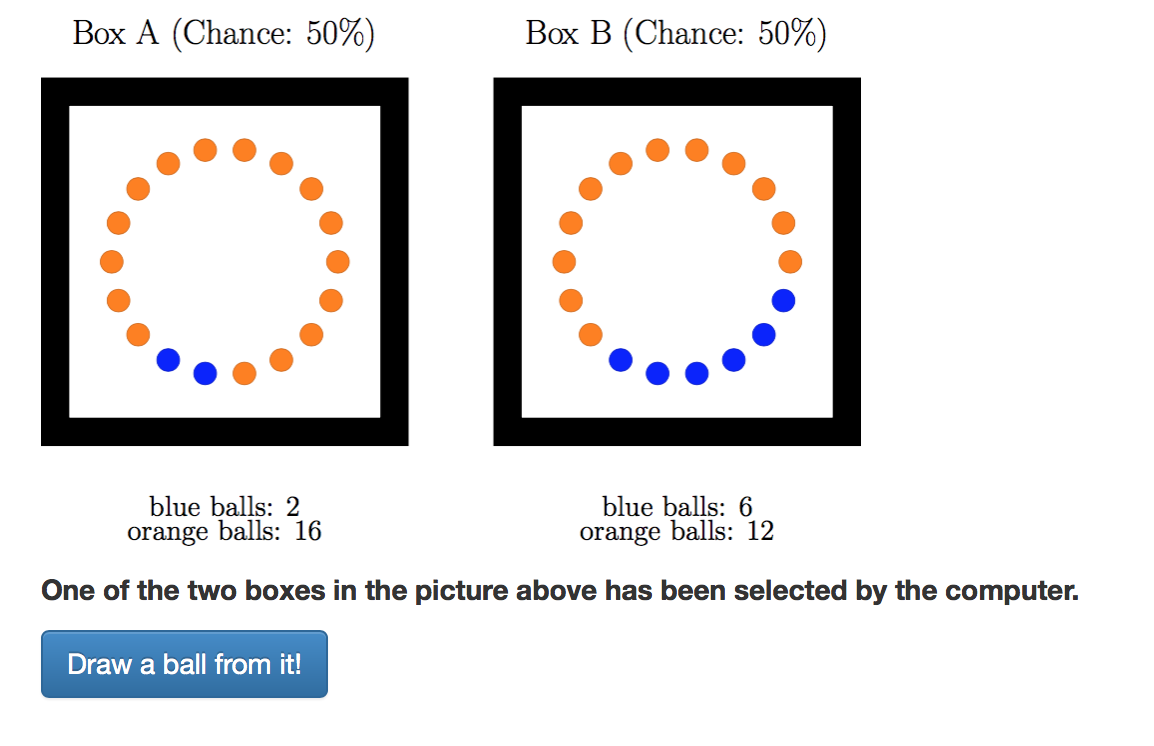 Box A (Chance: 50%)
Box B (Chance: 50%)
blue balls: 2
orange balls: 16
blue balls: 6
orange balls: 12
One of the two boxes in the picture above has been selected by the computer.
Draw a ball from it!